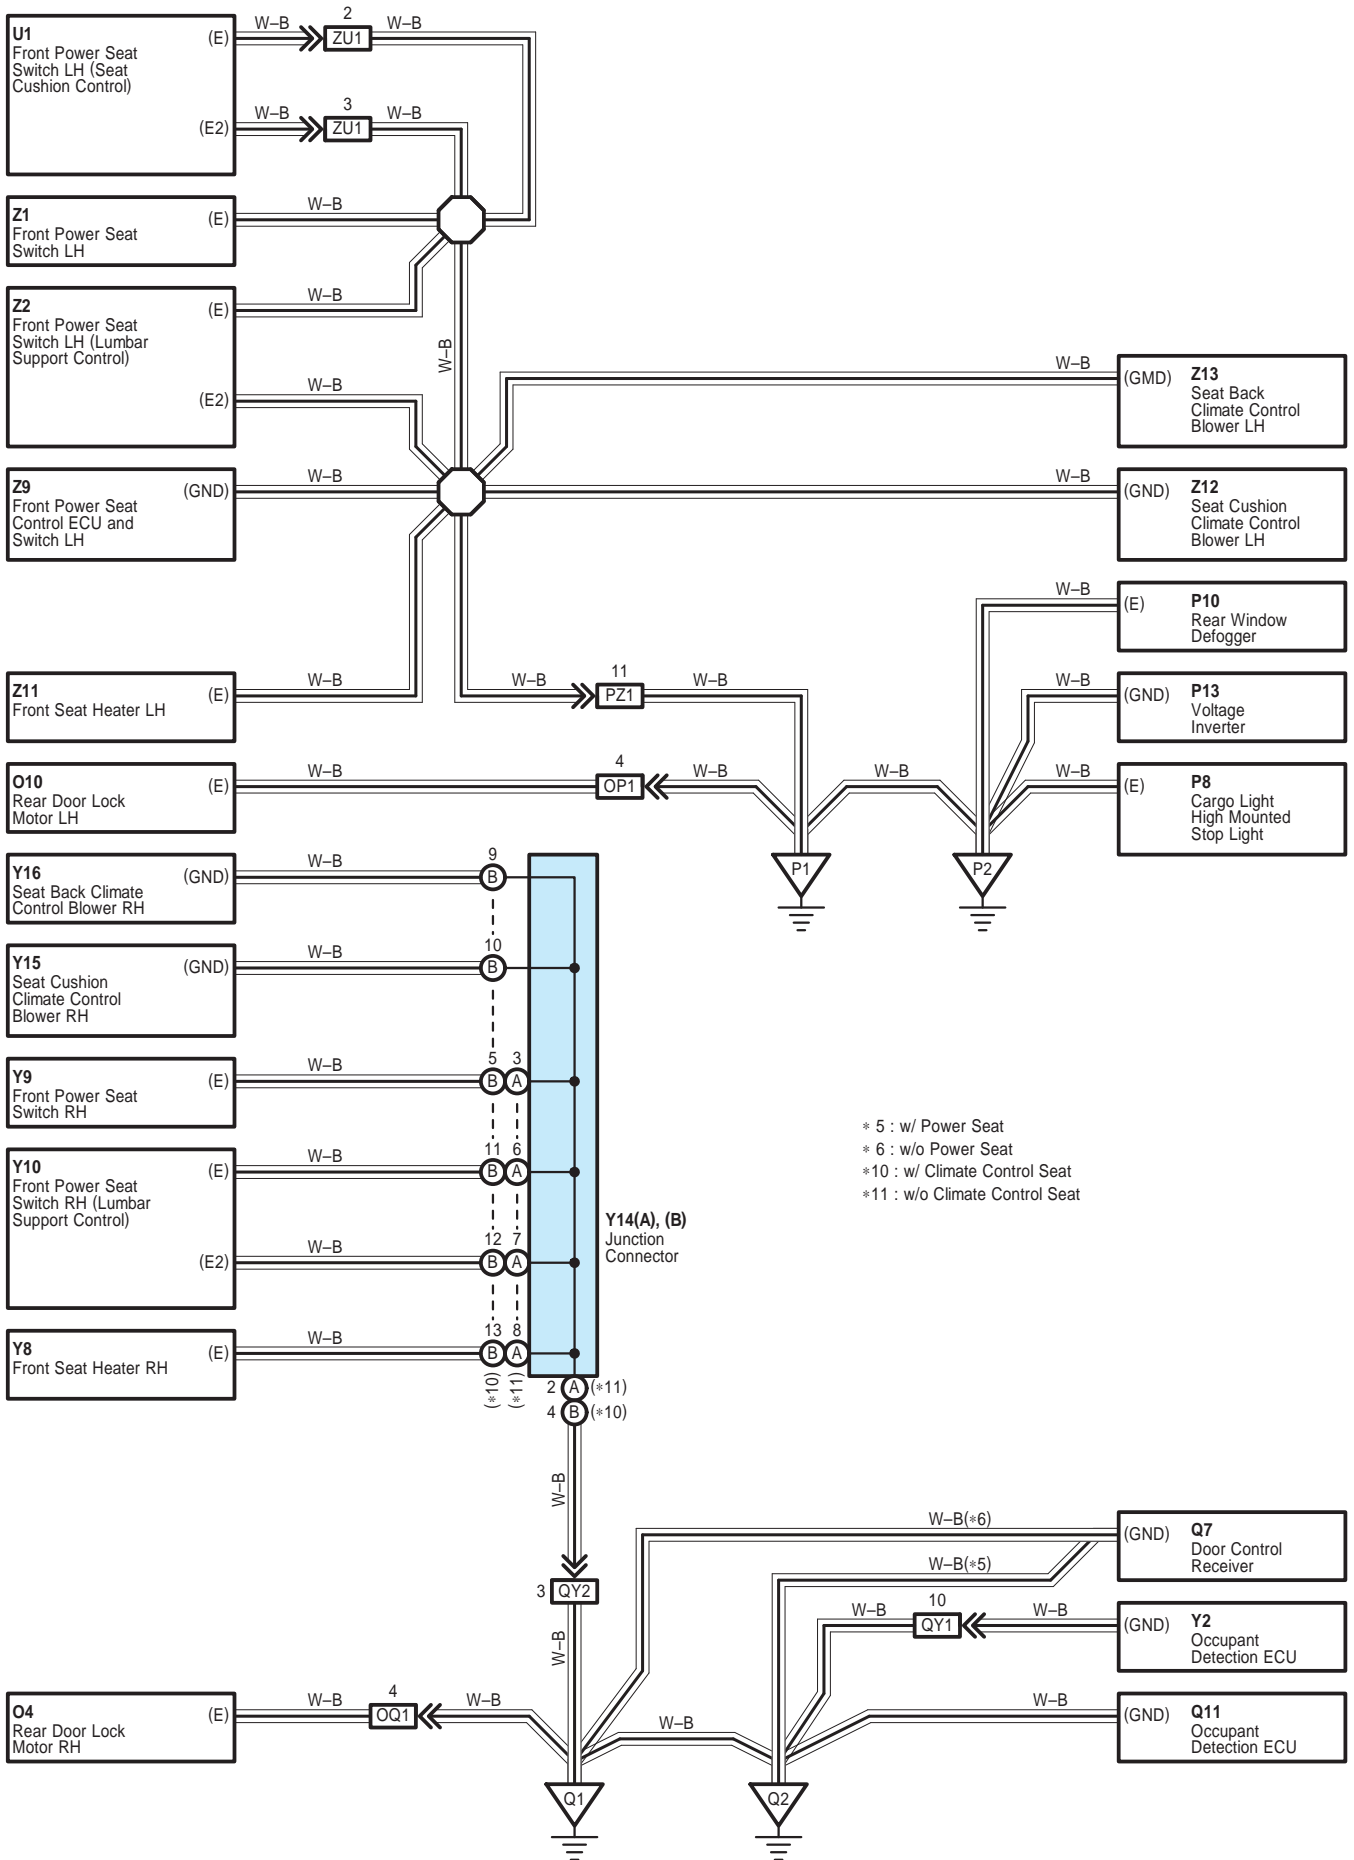 U1
Front Power Seat
Switch LH (Seat
Cushion Control)
(E)
W–B
2
ZU1
W–B
(E2)
W–B
3
ZU1
W–B
Z1
Front Power Seat
Switch LH
(E)
W–B
Z2
Front Power Seat
Switch LH (Lumbar
Support Control)
(E)
W–B
(E2)
W–B
W–B
W–B
(GMD)
Z13
Seat Back
Climate Control
Blower LH
Z9
Front Power Seat
Control ECU and
Switch LH
(GND)
W–B
W–B
(GND)
Z12
Seat Cushion
Climate Control
Blower LH
W–B
(E)
P10
Rear Window
Defogger
Z11
Front Seat Heater LH
(E)
W–B
W–B
11
PZ1
W–B
W–B
(GND)
P13
Voltage
Inverter
O10
Rear Door Lock
Motor LH
(E)
W–B
4
OP1
W–B
W–B
W–B
(E)
P8
Cargo Light
High Mounted
Stop Light
P1
P2
Y16
Seat Back Climate
Control Blower RH
(GND)
W–B
9
B
Y15
Seat Cushion
Climate Control
Blower RH
(GND)
W–B
10
B
Y9
Front Power Seat
Switch RH
(E)
W–B
5 3
B A
Y10
Front Power Seat
Switch RH (Lumbar
Support Control)
(E)
W–B
11 6
B A
(E2)
W–B
12 7
B A
Y14(A), (B)
Junction
Connector
∗ 5 : w/ Power Seat
∗ 6 : w/o Power Seat
∗10 : w/ Climate Control Seat
∗11 : w/o Climate Control Seat
Y8
Front Seat Heater RH
(E)
W–B
13 8
B A
(∗10)
(∗11)
2 A (∗11)
4 B (∗10)
W–B
3 QY2
W–B
W–B(∗6)
(GND)
Q7
Door Control
Receiver
W–B(∗5)
W–B
10
QY1
W–B
(GND)
Y2
Occupant
Detection ECU
O4
Rear Door Lock
Motor RH
(E)
W–B
4
OQ1
W–B
W–B
W–B
(GND)
Q11
Occupant
Detection ECU
Q1
Q2